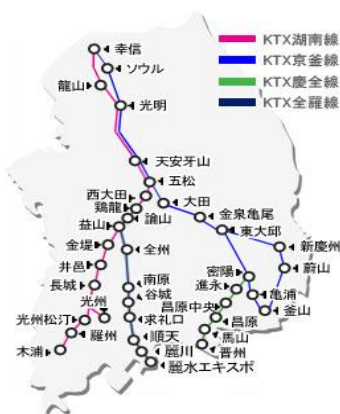 KTX湖南線
KTX京釜線
KTX慶全線
KTX全羅線
幸信
ソウル
龍山
光明
天安牙山
五松
西大田
大田
鶏龍
論山
金泉亀尾
益山
東大邱
金堤
全州
新慶州
井邑
密陽
蔚山
長城
南原
進永
光州
谷城
昌原中央
亀浦
釜山
光州松汀
求礼口
昌原
羅州
順天
馬山
木浦
麗川
晋州
麗水エキスポ